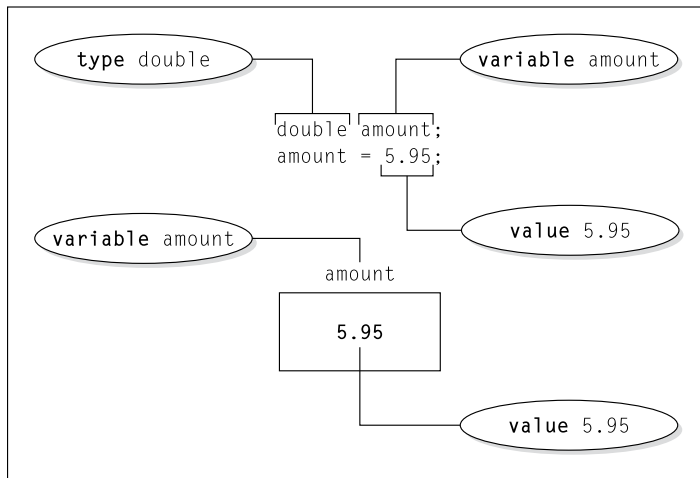 type double
variable amount
double amount;
amount = 5.95;
variable amount
value 5.95
amount
5.95
value 5.95